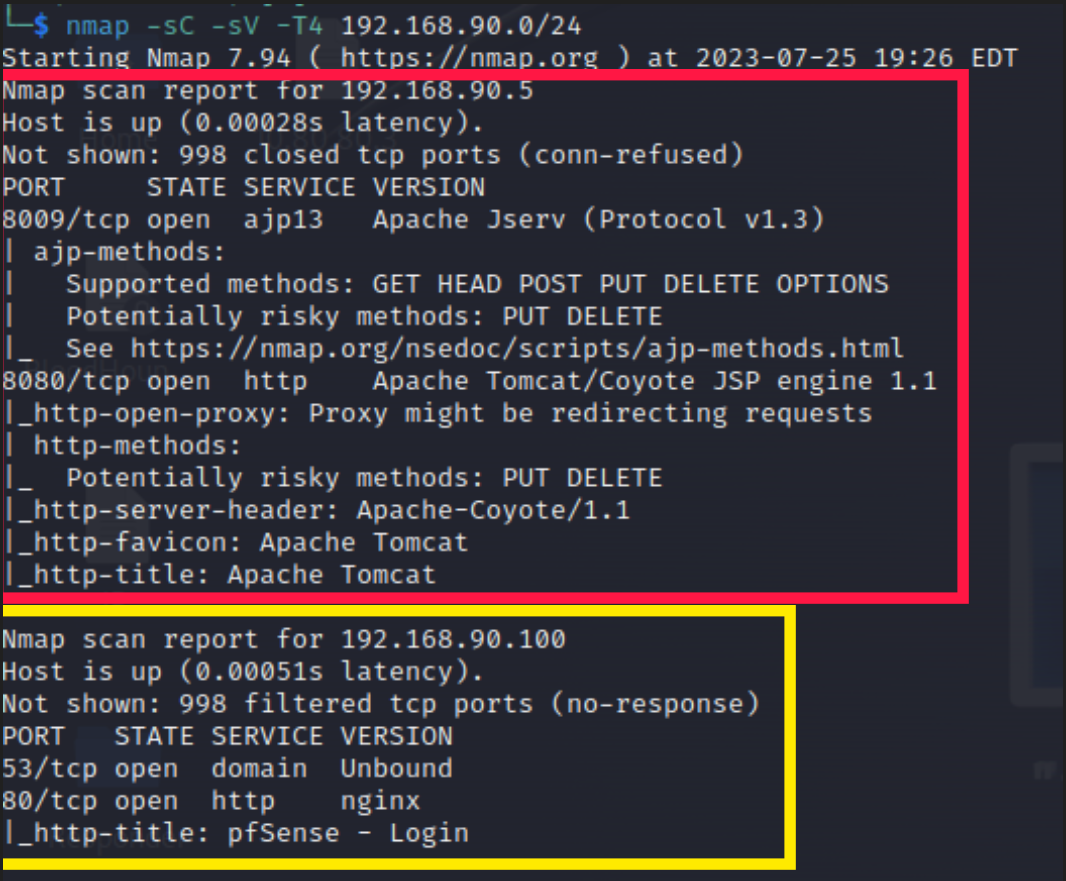 └─$ nmap -sC -sV -T4 192.168.90.0/24
Starting Nmap 7.94 ( https://nmap.org ) at 2023-07-25 19:26 EDT
Nmap scan report for 192.168.90.5
Host is up (0.00028s latency).
Not shown: 998 closed tcp ports (conn-refused)
PORT     STATE SERVICE VERSION
8009/tcp open  ajp13   Apache Jserv (Protocol v1.3)
| ajp-methods:
|   Supported methods: GET HEAD POST PUT DELETE OPTIONS
|   Potentially risky methods: PUT DELETE
|_  See https://nmap.org/nsedoc/scripts/ajp-methods.html
8080/tcp open  http    Apache Tomcat/Coyote JSP engine 1.1
|_http-open-proxy: Proxy might be redirecting requests
| http-methods:
|_  Potentially risky methods: PUT DELETE
|_http-server-header: Apache-Coyote/1.1
|_http-favicon: Apache Tomcat
|_http-title: Apache Tomcat
Nmap scan report for 192.168.90.100
Host is up (0.00051s latency).
Not shown: 998 filtered tcp ports (no-response)
PORT   STATE SERVICE VERSION
53/tcp open  domain  Unbound
80/tcp open  http    nginx
|_http-title: pfSense - Login